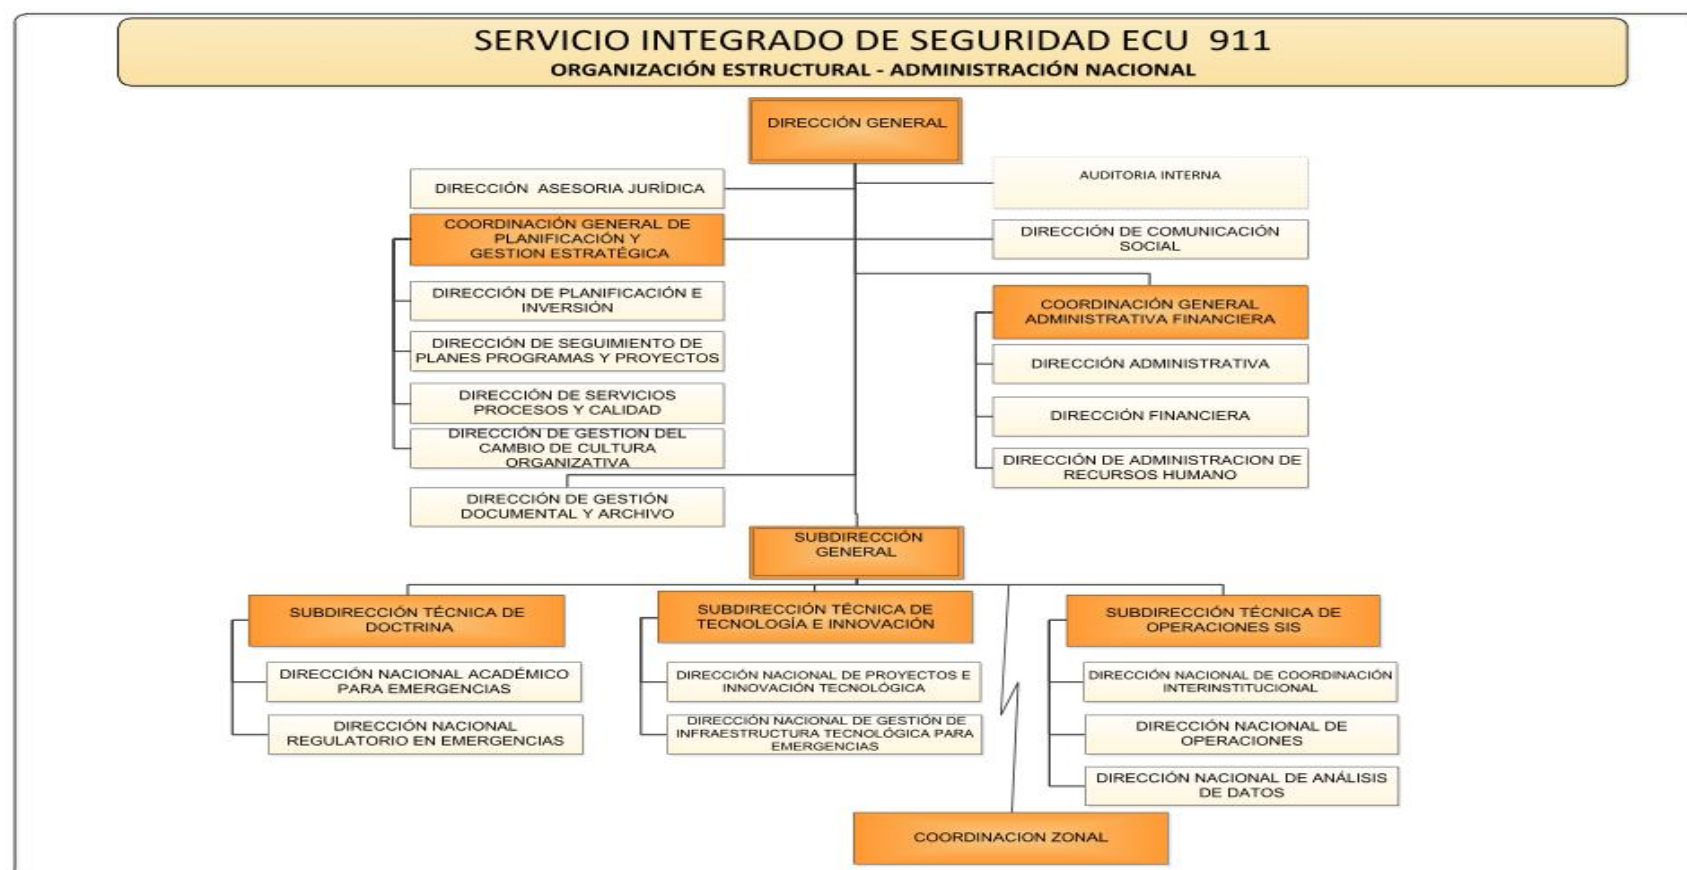 SERVICIO INTEGRADO DE SEGURIDAD ECU 911
ORGANIZACIÓN ESTRUCTURAL - ADMINISTRACIÓN NACIONAL
DIRECCIÓN GENERAL
DIRECCIÓN ASESORIA JURÍDICA
AUDITORIA INTERNA
COORDINACIÓN GENERAL DE
PLANIFICACIÓN Y
GESTION ESTRATÉGICA
DIRECCIÓN DE COMUNICACIÓN
SOCIAL
DIRECCIÓN DE PLANIFICACIÓN E
INVERSIÓN
DIRECCIÓN DE SEGUIMIENTO DE
PLANES PROGRAMAS Y PROYECTOS
DIRECCIÓN DE SERVICIOS
PROCESOS Y CALIDAD
DIRECCIÓN DE GESTION DEL
CAMBIO DE CULTURA
ORGANIZATIVA
DIRECCIÓN DE GESTIÓN
DOCUMENTAL Y ARCHIVO
COORDINACIÓN GENERAL
ADMINISTRATIVA FINANCIERA
DIRECCIÓN ADMINISTRATIVA
DIRECCIÓN FINANCIERA
DIRECCIÓN DE ADMINISTRACION DE
RECURSOS HUMANO
SUBDIRECCIÓN
GENERAL
SUBDIRECCIÓN TÉCNICA DE
DOCTRINA
DIRECCIÓN NACIONAL ACADÉMICO
PARA EMERGENCIAS
DIRECCIÓN NACIONAL
REGULATORIO EN EMERGENCIAS
SUBDIRECCIÓN TÉCNICA DE
TECNOLOGÍA E INNOVACIÓN
DIRECCIÓN NACIONAL DE PROYECTOS E
INNOVACIÓN TECNOLÓGICA
DIRECCIÓN NACIONAL DE GESTIÓN DE
INFRAESTRUCTURA TECNOLÓGICA PARA
EMERGENCIAS
SUBDIRECCIÓN TÉCNICA DE
OPERACIONES SIS
DIRECCIÓN NACIONAL DE COORDINACIÓN
INTERINSTITUCIONAL
DIRECCIÓN NACIONAL DE
OPERACIONES
DIRECCIÓN NACIONAL DE ANÁLISIS
DE DATOS
COORDINACION ZONAL